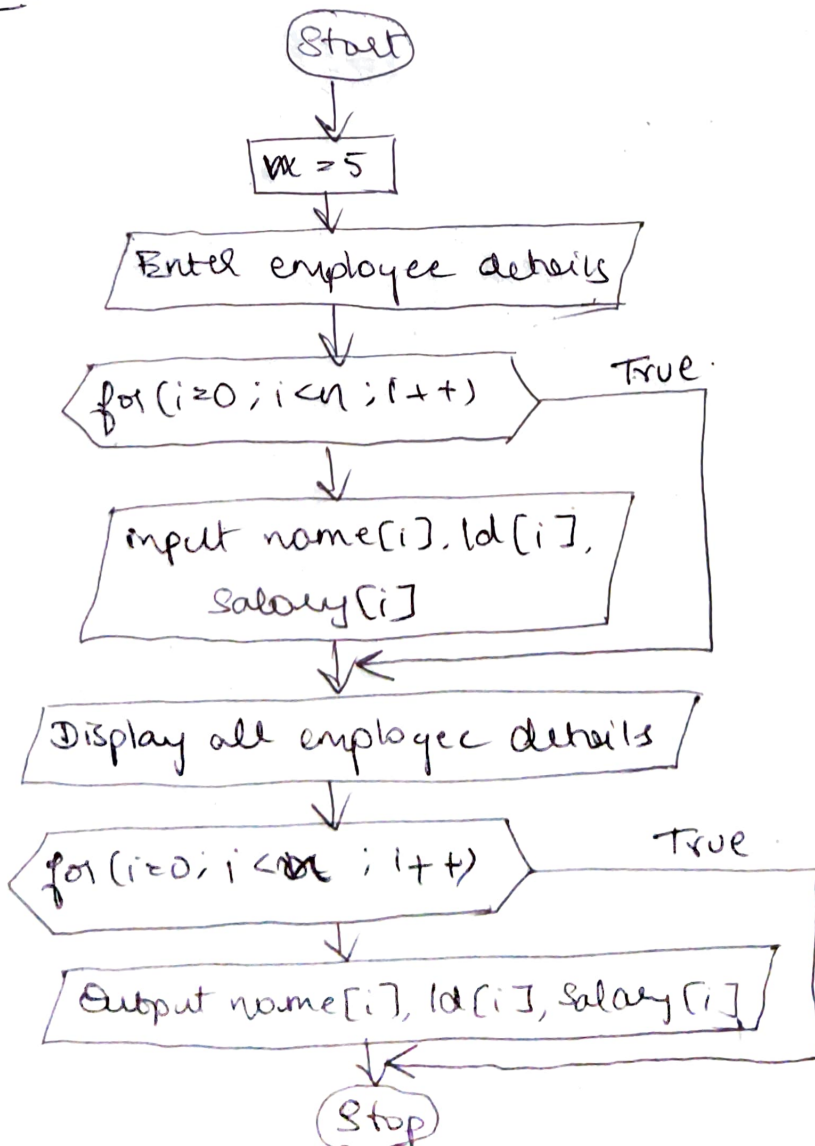 Start
n = 5
Enter employee details
for (i=0 ; i<n ; i++)
True
input name[i], Id[i],
Salary[i]
Display all employee details
for (i=0; i<n ; i++)
True
Output name[i], Id[i], Salary[i]
Stop